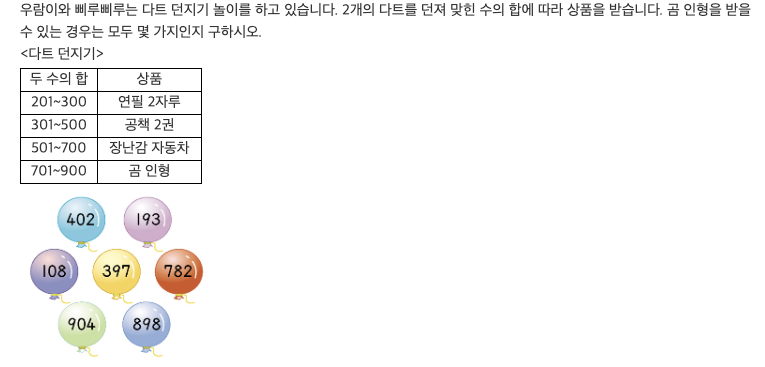 우람이와 삐루삐루는 다트 던지기 놀이를 하고 있습니다. 2개의 다트를 던져 맞힌 수의 합에 따라 상품을 받습니다. 곰 인형을 받을
수 있는 경우는 모두 몇 가지인지 구하시오.
<다트 던지기>
두 수의 합 상품
201~300 연필 2자루
301~500 공책 2권
501~700 장난감 자동차
701~900 곰 인형
402 193
108 397 782
904 898